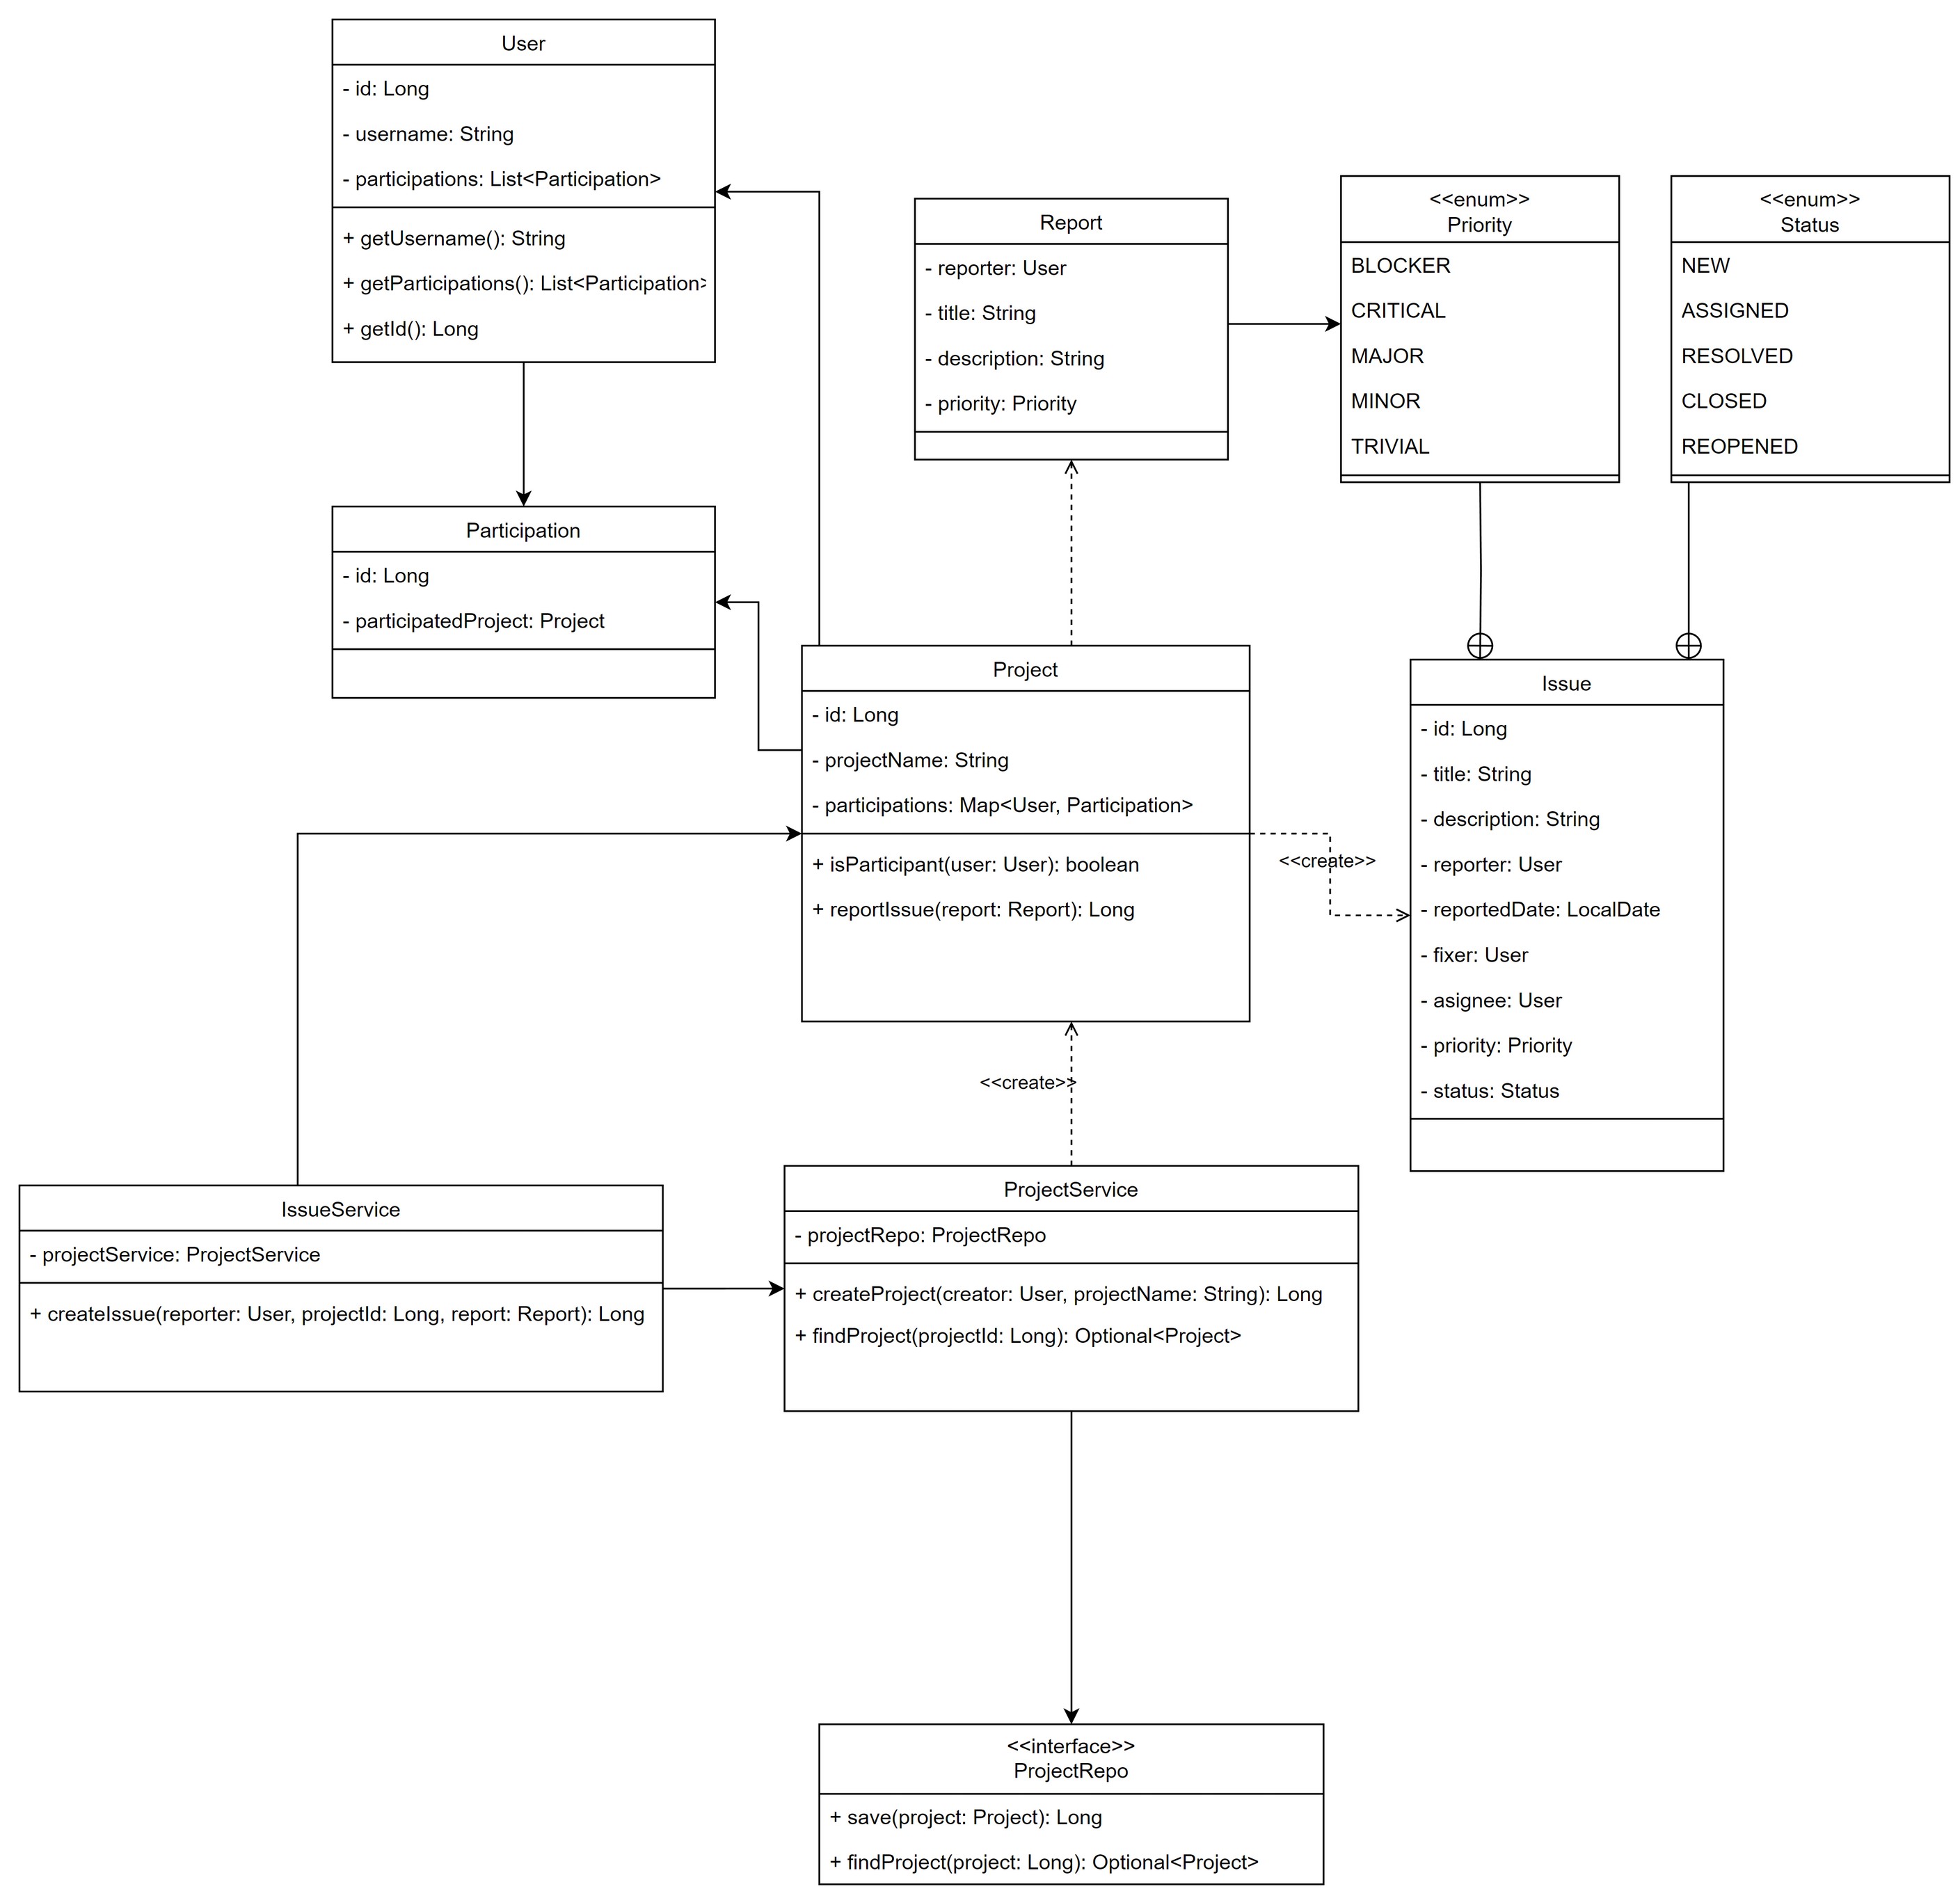 User
- id: Long
- username: String
- participations: List<Participation>
+ getUsername(): String
+ getParticipations(): List<Participation>
+ getId(): Long
Participation
- id: Long
- participatedProject: Project
Report
- reporter: User
- title: String
- description: String
- priority: Priority
<<enum>>
Priority
BLOCKER
CRITICAL
MAJOR
MINOR
TRIVIAL
<<enum>>
Status
NEW
ASSIGNED
RESOLVED
CLOSED
REOPENED
Project
- id: Long
- projectName: String
- participations: Map<User, Participation>
+ isParticipant(user: User): boolean
+ reportIssue(report: Report): Long
<<create>>
Issue
- id: Long
- title: String
- description: String
- reporter: User
- reportedDate: LocalDate
- fixer: User
- asignee: User
- priority: Priority
- status: Status
<<create>>
IssueService
- projectService: ProjectService
+ createIssue(reporter: User, projectId: Long, report: Report): Long
ProjectService
- projectRepo: ProjectRepo
+ createProject(creator: User, projectName: String): Long
+ findProject(projectId: Long): Optional<Project>
<<interface>>
ProjectRepo
+ save(project: Project): Long
+ findProject(project: Long): Optional<Project>